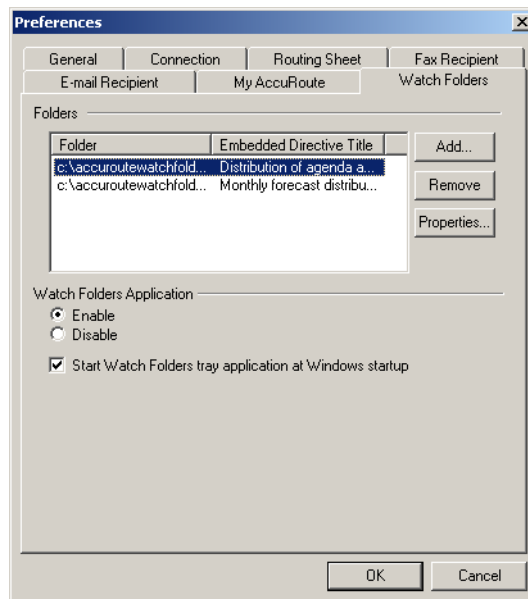 Preferences
General Connection Routing Sheet Fax Recipient
E-mail Recipient My AccuRoute Watch Folders
Folders
Folder Embedded Directive Title
c:\accuroutewatchfold... Distribution of agenda a...
c:\accuroutewatchfold... Monthly forecast distribu...
Add...
Remove
Properties...
Watch Folders Application
Enable
Disable
Start Watch Folders tray application at Windows startup
OK Cancel